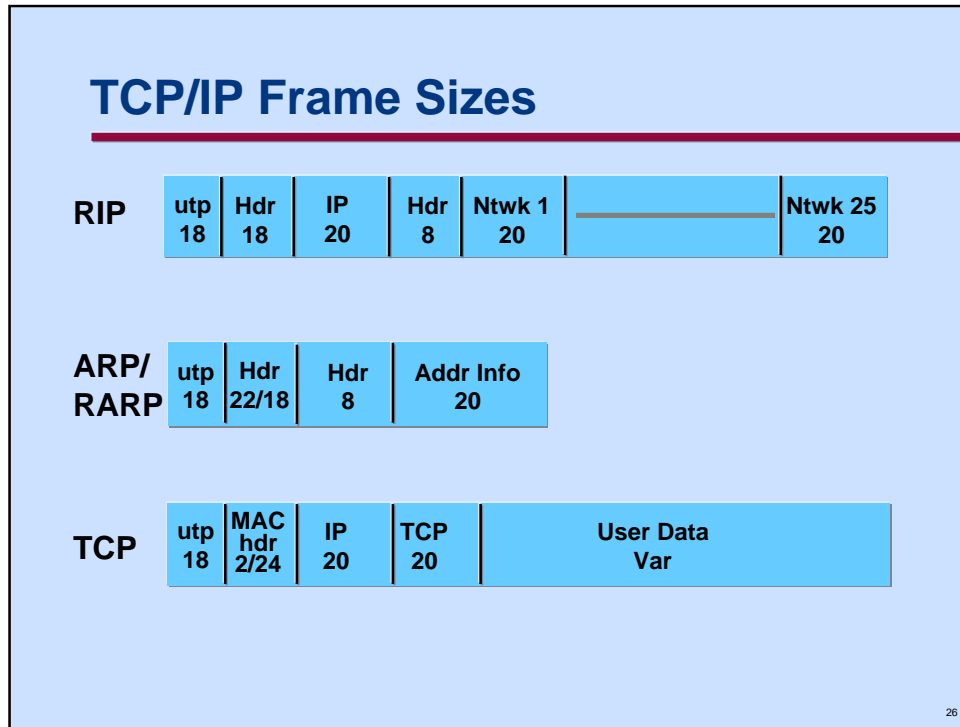 TCP/IP Frame Sizes
RIP
utp Hdr IP Hdr Ntwk 1 Ntwk 25
18 18 20 8 20 20
ARP/
RARP
utp Hdr Hdr Addr Info
18 22/18 8 20
TCP
utp
18
MAC
hdr
2/24
IP
20
TCP
20
User Data
Var
26